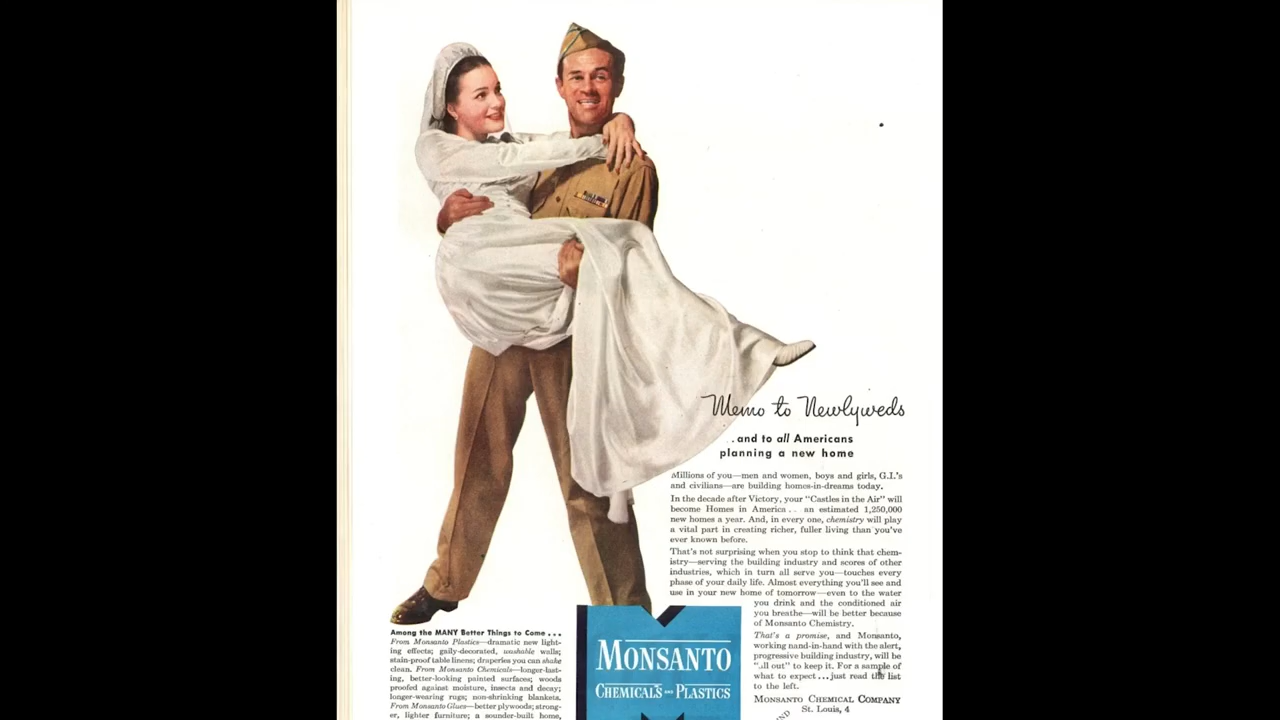 Memo to Newlyweds
. and to all Americans
planning a new home
Millions of you—men and women, boys and girls, G.I.'s
and civilians—are building homes-in-dreams today.
In the decade after Victory, your "Castles in the Air" will
become Homes in America . . an estimated 1,250,000
new homes a year. And, in every one, chemistry will play
a vital part in creating richer, fuller living than you've
ever known before.
That's not surprising when you stop to think that chem-
istry—serving the building industry and scores of other
industries, which in turn all serve you—touches every
phase of your daily life. Almost everything you'll see and
use in your new home of tomorrow—even to the water
you drink and the conditioned air
you breathe—will be better because
of Monsanto Chemistry.
That's a promise, and Monsanto,
working nand-in-hand with the alert,
progressive building industry, will be
"..ll out" to keep it. For a sample of
what to expect . . . just read the list
to the left.
MONSANTO CHEMICAL COMPANY
St. Louis, 4
Among the MANY Better Things to Come . . .
From Monsanto Plastics—dramatic new light-
ing effects; gaily-decorated, washable walls;
stain-proof table linens; draperies you can shake
clean. From Monsanto Chemicals—longer-last-
ing, better-looking painted surfaces; woods
proofed against moisture, insects and decay;
longer-wearing rugs; non-shrinking blankets.
From Monsanto Glues—better plywoods; strong-
er, lighter furniture; a sounder-built home,
MONSANTO
CHEMICALS AND PLASTICS